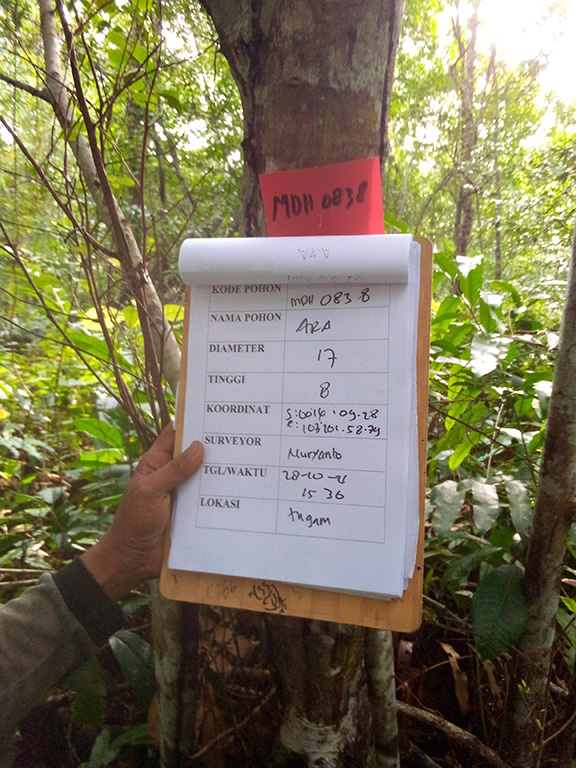 MDH 0838
KODE POHON MDH 0838
NAMA POHON ARA
DIAMETER 17
TINGGI 8
KOORDINAT S:0016'.09-28
E:103'.01.58-79
SURVEYOR Nuryanto
TGL/WAKTU 28-10-21
15 36
LOKASI tugam